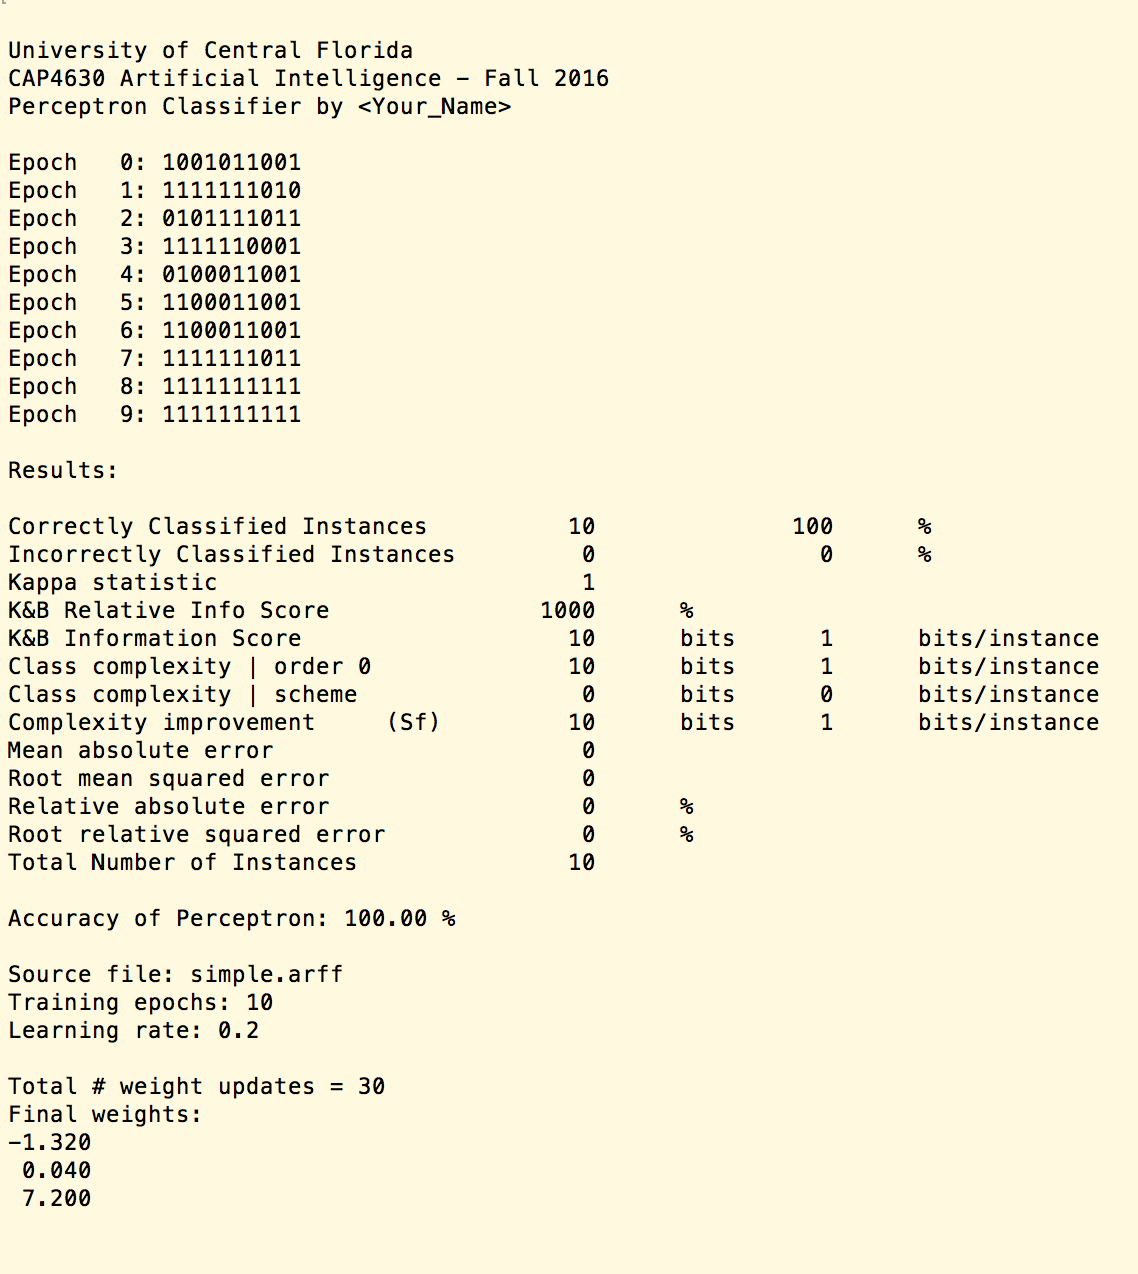 University of Central Florida
CAP4630 Artificial Intelligence - Fall 2016
Perceptron Classifier by <Your_Name>
Epoch   0: 1001011001
Epoch   1: 1111111010
Epoch   2: 0101111011
Epoch   3: 1111110001
Epoch   4: 0100011001
Epoch   5: 1100011001
Epoch   6: 1100011001
Epoch   7: 1111111011
Epoch   8: 1111111111
Epoch   9: 1111111111
Results:
Correctly Classified Instances          10              100      %
Incorrectly Classified Instances         0                0      %
Kappa statistic                          1
K&B Relative Info Score               1000      %
K&B Information Score                   10      bits      1      bits/instance
Class complexity | order 0              10      bits      1      bits/instance
Class complexity | scheme                0      bits      0      bits/instance
Complexity improvement     (Sf)         10      bits      1      bits/instance
Mean absolute error                      0
Root mean squared error                  0
Relative absolute error                  0      %
Root relative squared error              0      %
Total Number of Instances               10
Accuracy of Perceptron: 100.00 %
Source file: simple.arff
Training epochs: 10
Learning rate: 0.2
Total # weight updates = 30
Final weights:
-1.320
 0.040
 7.200